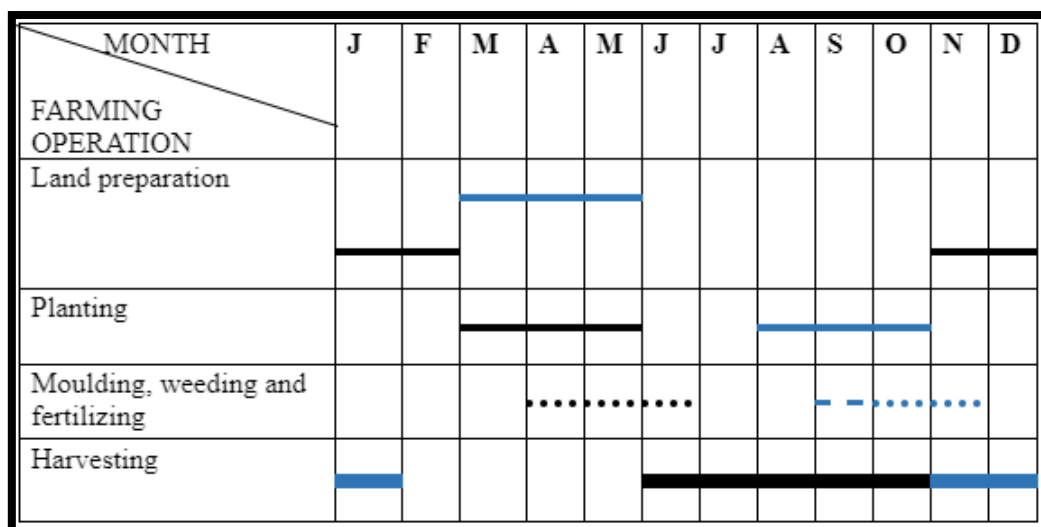 MONTH J F M A M J J A S O N D
FARMING
OPERATION
Land preparation
Planting
Moulding, weeding and
fertilizing
Harvesting